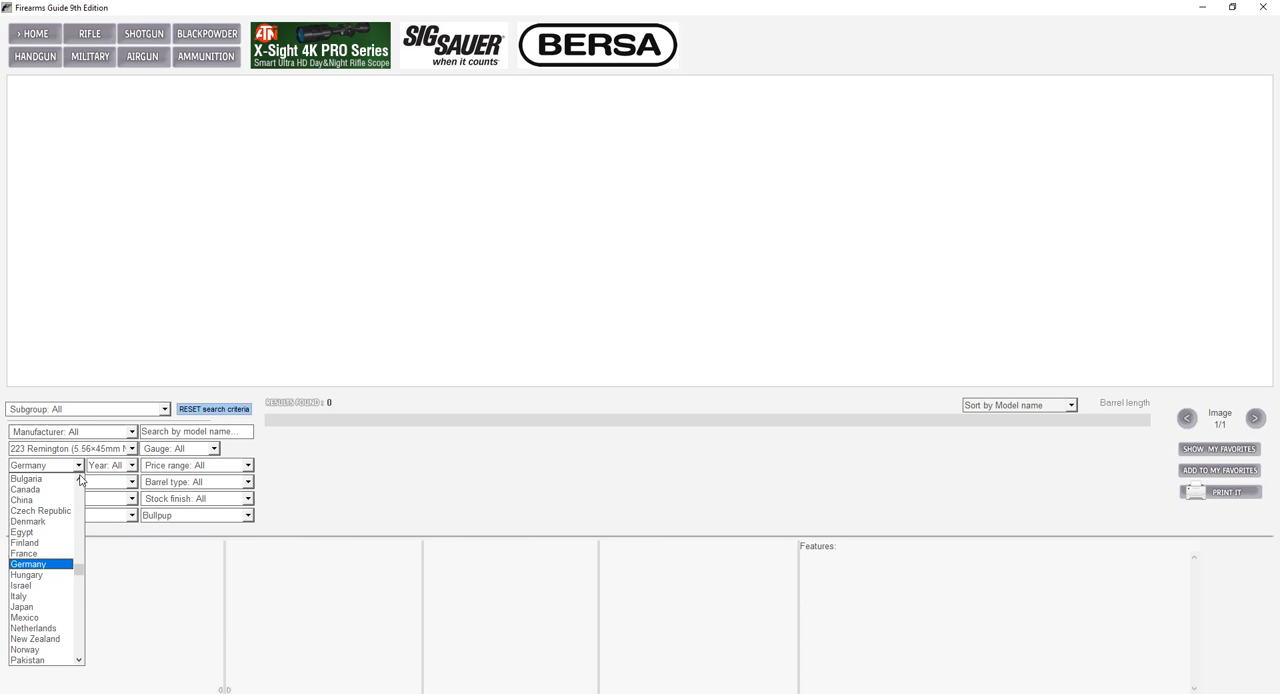 Firearms Guide 9th Edition
› HOME RIFLE SHOTGUN BLACKPOWDER
HANDGUN MILITARY AIRGUN AMMUNITION
ATN
X-Sight 4K PRO Series
Smart Ultra HD Day&Night Rifle Scope
SIG SAUER
when it counts
BERSA
Subgroup: All
RESET search criteria
RESULTS FOUND : 0
Sort by Model name
Barrel length
Image
1/1
< >
Manufacturer: All
Search by model name...
223 Remington (5.56×45mm N
Gauge: All
Germany
Year: All
Price range: All
Barrel type: All
Stock finish: All
Bullpup
SHOW MY FAVORITES
ADD TO MY FAVORITES
PRINT IT
Bulgaria
Canada
China
Czech Republic
Denmark
Egypt
Finland
France
Germany
Hungary
Israel
Italy
Japan
Mexico
Netherlands
New Zealand
Norway
Pakistan
Features: